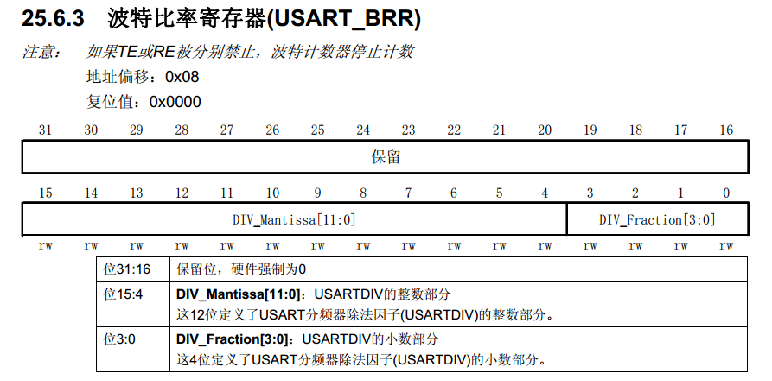 25.6.3 波特比率寄存器(USART_BRR)
注意： 如果TE或RE被分别禁止，波特计数器停止计数
地址偏移：0x08
复位值：0x0000
31 30 29 28 27 26 25 24 23 22 21 20 19 18 17 16
保留
15 14 13 12 11 10 9 8 7 6 5 4 3 2 1 0
DIV_Mantissa[11:0] DIV_Fraction[3:0]
rw rw rw rw rw rw rw rw rw rw rw rw rw rw rw rw
位31:16 保留位，硬件强制为0
位15:4 DIV_Mantissa[11:0]：USARTDIV的整数部分
这12位定义了USART分频器除法因子(USARTDIV)的整数部分。
位3:0 DIV_Fraction[3:0]：USARTDIV的小数部分
这4位定义了USART分频器除法因子(USARTDIV)的小数部分。